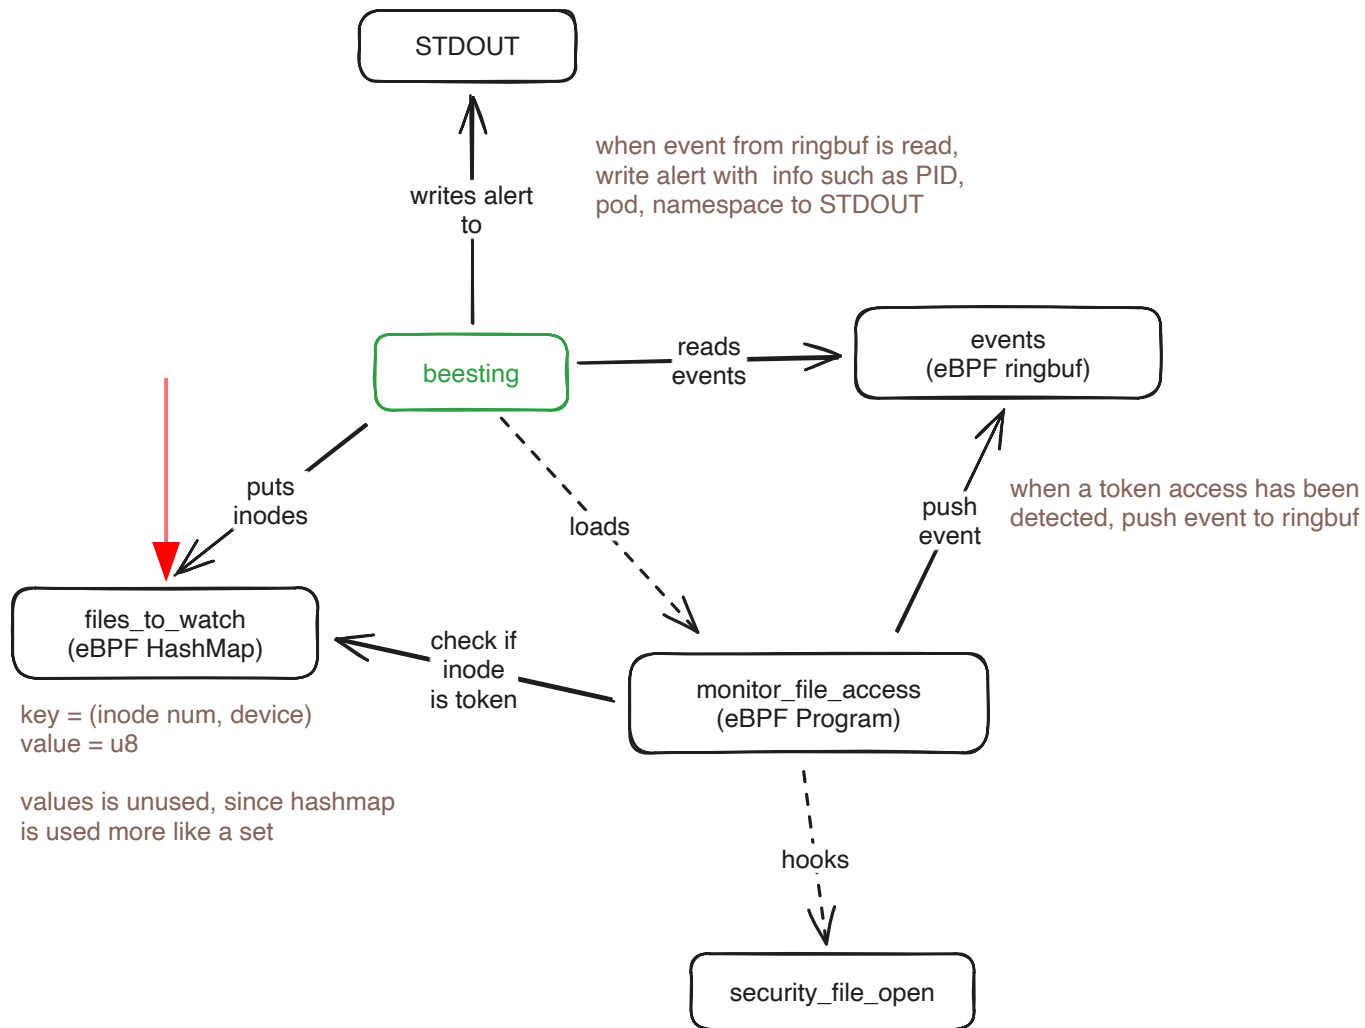 STDOUT
when event from ringbuf is read,
write alert with info such as PID,
pod, namespace to STDOUT
writes alert
to
beesting
reads
events
events
(eBPF ringbuf)
puts
inodes
loads
push
event
when a token access has been
detected, push event to ringbuf
files_to_watch
(eBPF HashMap)
check if
inode
is token
monitor_file_access
(eBPF Program)
key = (inode num, device)
value = u8
values is unused, since hashmap
is used more like a set
hooks
security_file_open